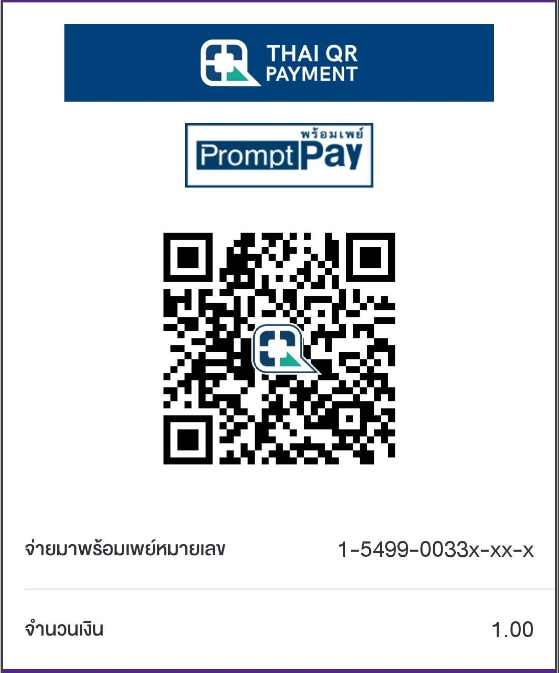 THAI QR
PAYMENT
พร้อมเพย์
PromptPay
จ่ายมาพร้อมเพย์หมายเลข 1-5499-0033x-xx-x
จำนวนเงิน 1.00